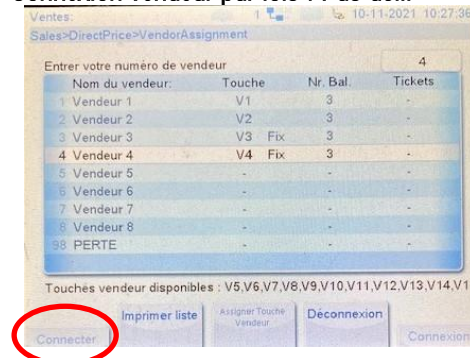 Ventes: 1 10-11-2021 10:27:36
Sales>DirectPrice>VendorAssignment
Entrer votre numéro de vendeur 4
Nom du vendeur: Touche Nr. Bal. Tickets
1 Vendeur 1 V1 3 -
2 Vendeur 2 V2 3 -
3 Vendeur 3 V3 Fix 3 -
4 Vendeur 4 V4 Fix 3 -
5 Vendeur 5 - - -
6 Vendeur 6 - - -
7 Vendeur 7 - - -
8 Vendeur 8 - - -
98 PERTE - - -
Touches vendeur disponibles : V5,V6,V7,V8,V9,V10,V11,V12,V13,V14,V1
Connecter
Imprimer liste
Assigner Touche
Vendeur
Déconnexion
Connexion